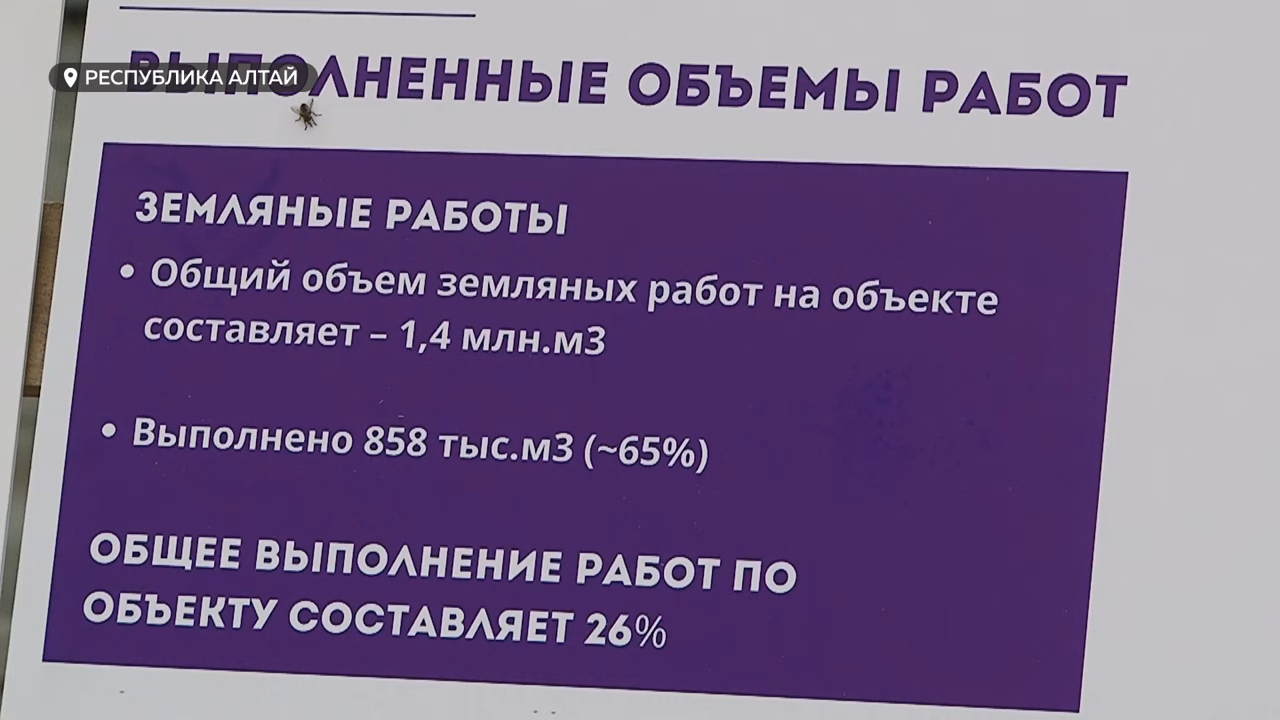 РЕСПУБЛИКА АЛТАЙ
ВЫПОЛНЕННЫЕ ОБЪЕМЫ РАБОТ
ЗЕМЛЯНЫЕ РАБОТЫ
• Общий объем земляных работ на объекте
составляет – 1,4 млн.м3
• Выполнено 858 тыс.м3 (~65%)
ОБЩЕЕ ВЫПОЛНЕНИЕ РАБОТ ПО
ОБЪЕКТУ СОСТАВЛЯЕТ 26%